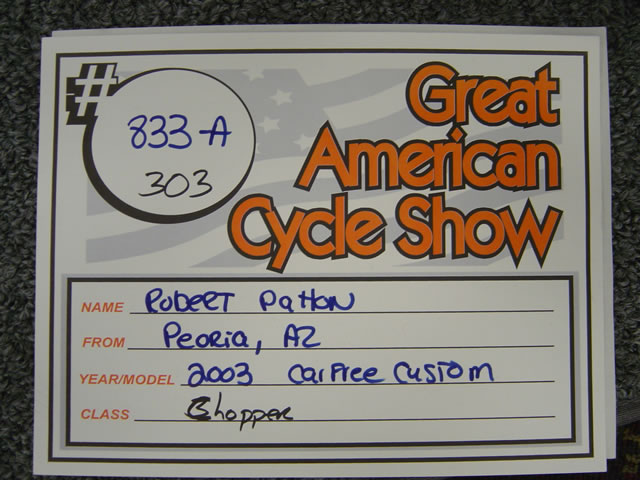 #
833-A
303
Great
American
Cycle Show
NAME Robert Patton
FROM Peoria, AZ
YEAR/MODEL 2003 Carfree Custom
CLASS Chopper